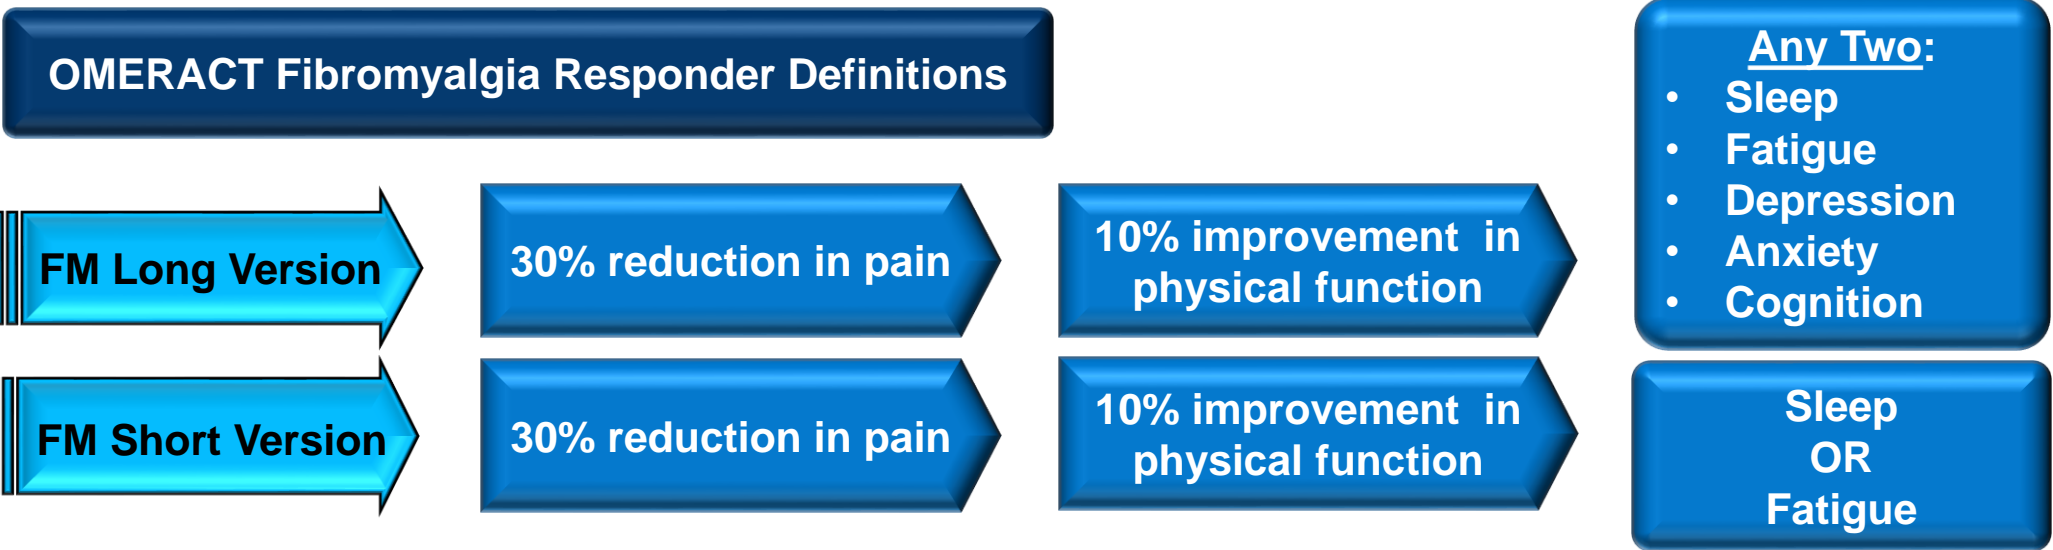 OMERACT Fibromyalgia Responder Definitions
FM Long Version
30% reduction in pain
10% improvement in
physical function
Any Two:
• Sleep
• Fatigue
• Depression
• Anxiety
• Cognition
FM Short Version
30% reduction in pain
10% improvement in
physical function
Sleep
OR
Fatigue